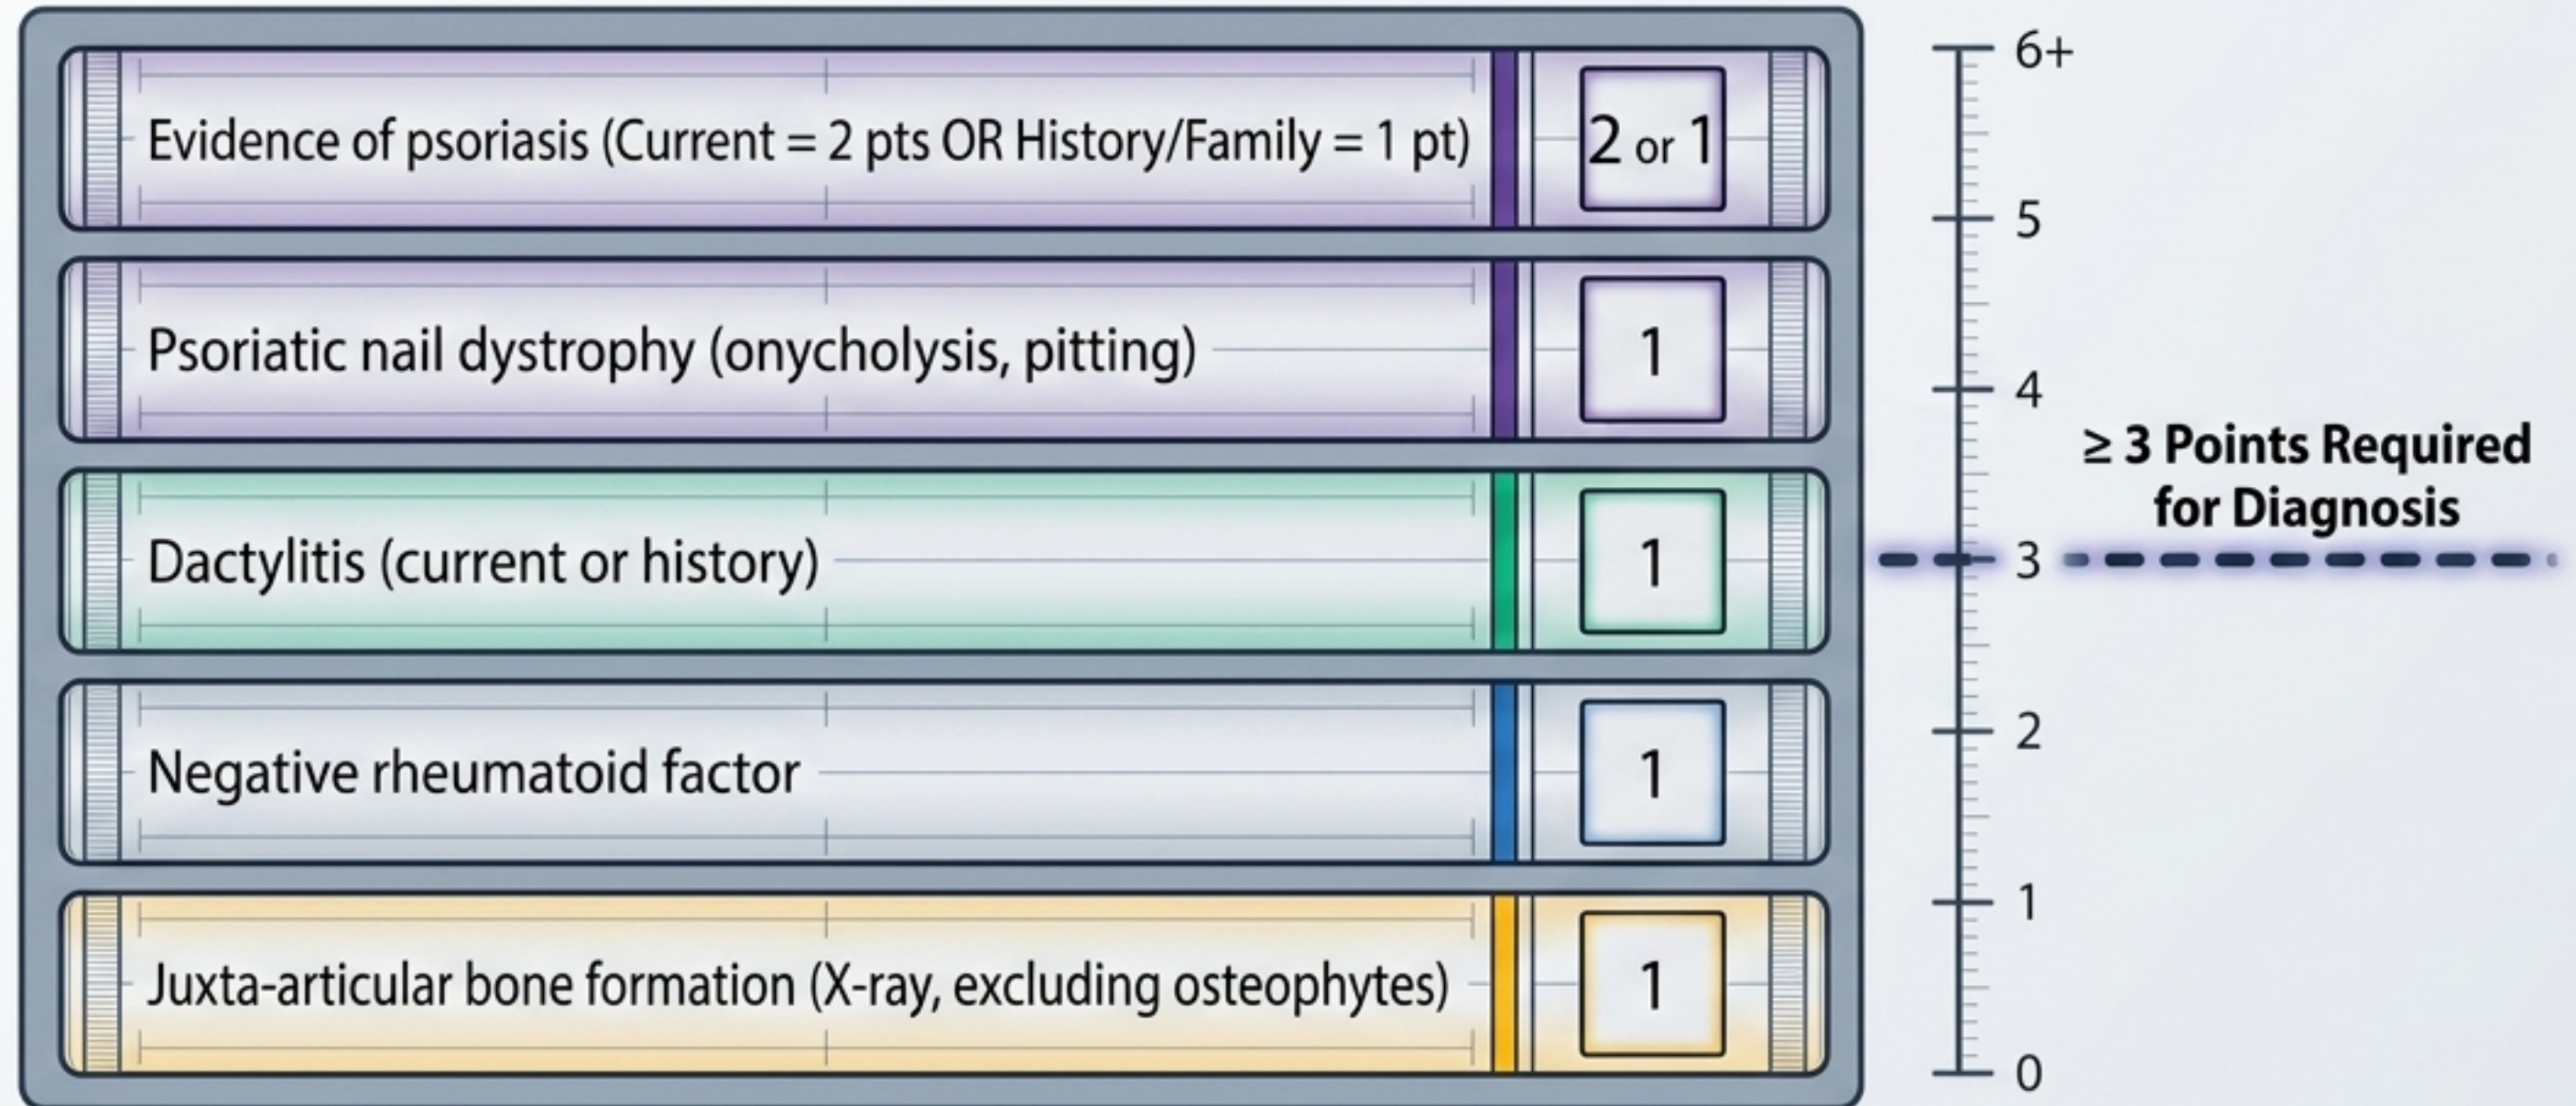 Evidence of psoriasis (Current = 2 pts OR History/Family = 1 pt)
2 or 1
Psoriatic nail dystrophy (onycholysis, pitting)
1
Dactylitis (current or history)
1
Negative rheumatoid factor
1
Juxta-articular bone formation (X-ray, excluding osteophytes)
1
6+
5
4
3
2
1
0
≥ 3 Points Required
for Diagnosis